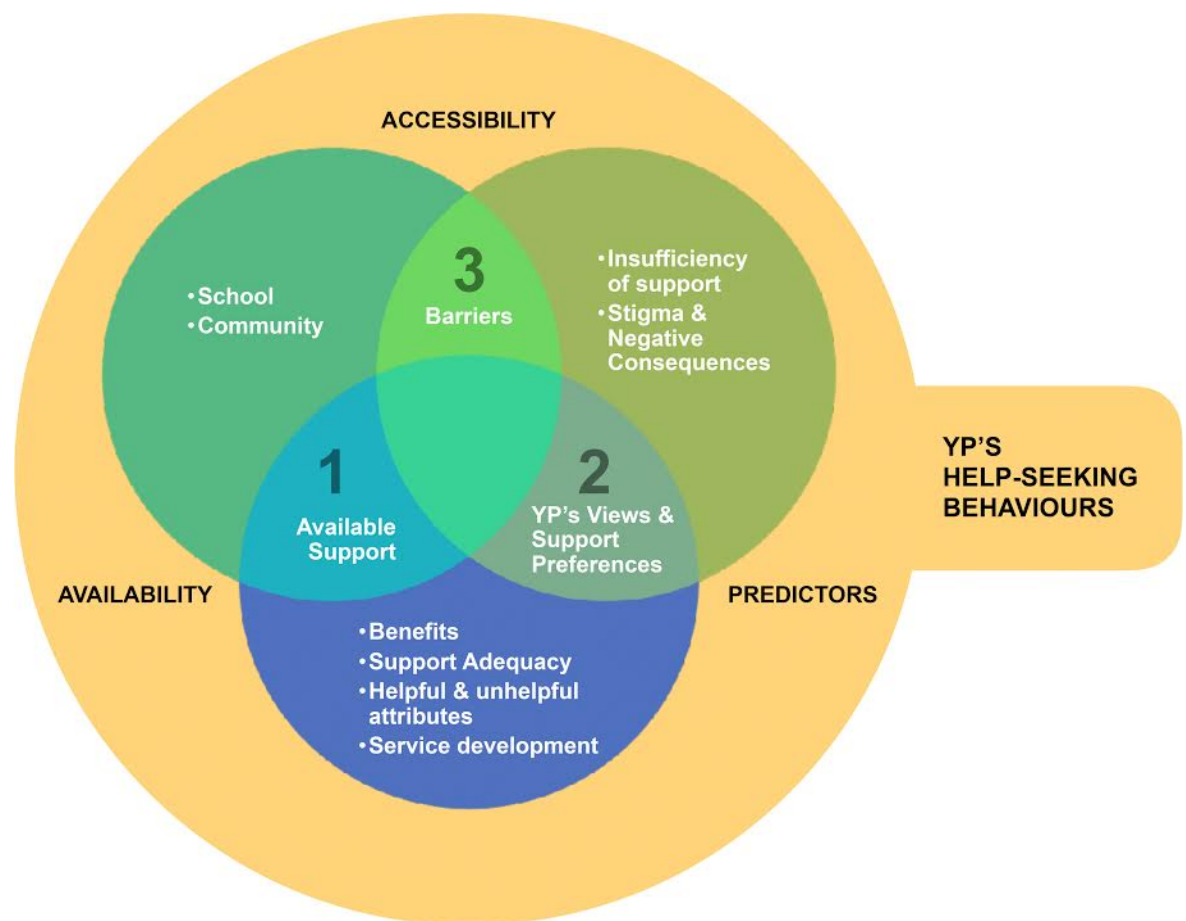 ACCESSIBILITY
3
Barriers
•School
•Community
•Insufficiency
of support
•Stigma &
Negative
Consequences
YP'S
HELP-SEEKING
BEHAVIOURS
1
Available
Support
2
YP's Views &
Support
Preferences
AVAILABILITY
PREDICTORS
•Benefits
•Support Adequacy
•Helpful & unhelpful
attributes
•Service development